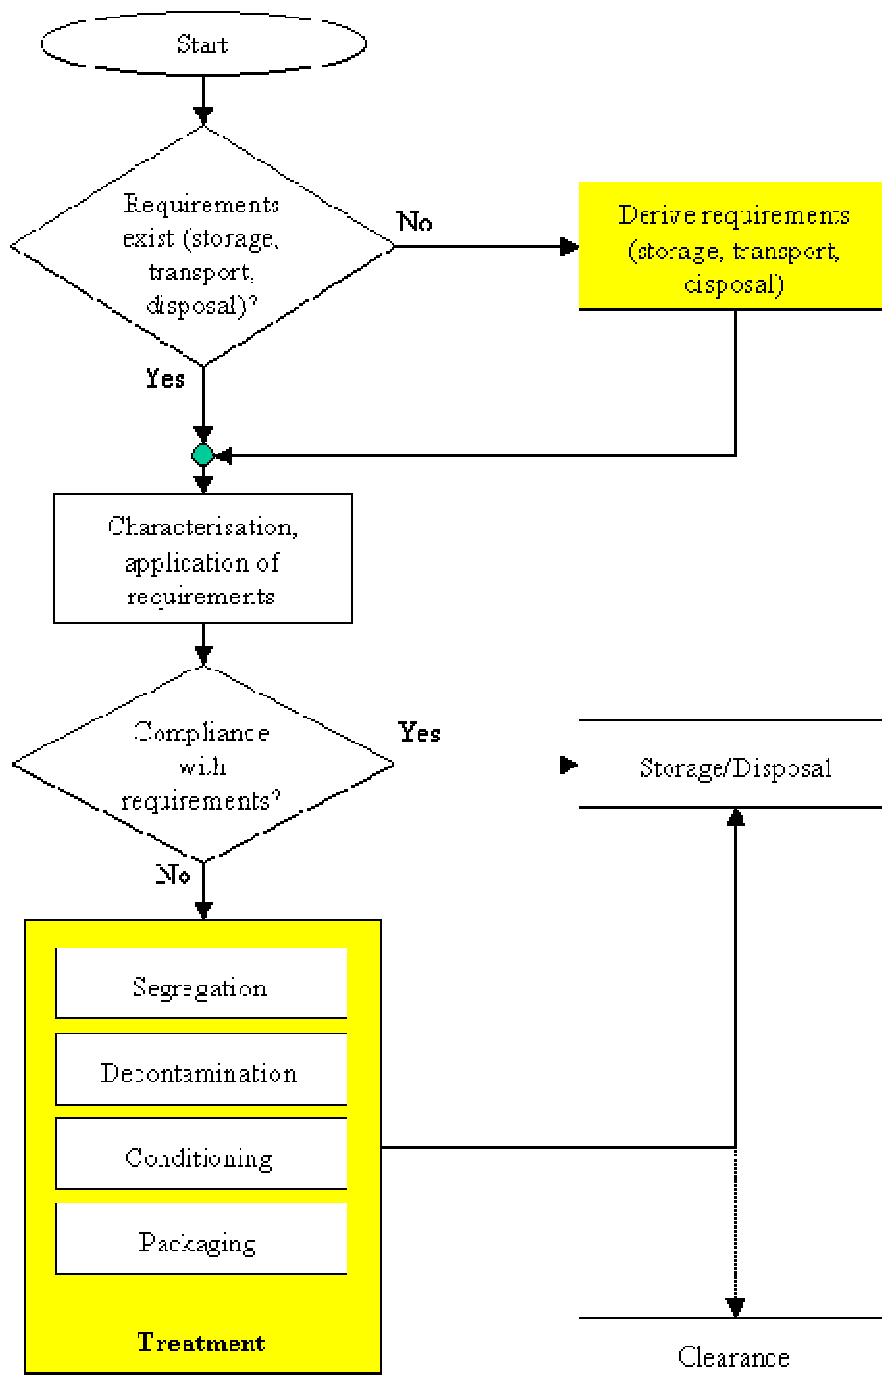 Start
Requirements
exist (storage,
transport,
disposal)?
No
Derive requirements
(storage, transport,
disposal)
Yes
Characterisation,
application of
requirements
Compliance
with
requirements?
Yes
Storage/Disposal
No
Segregation
Decontamination
Conditioning
Packaging
Treatment
Clearance